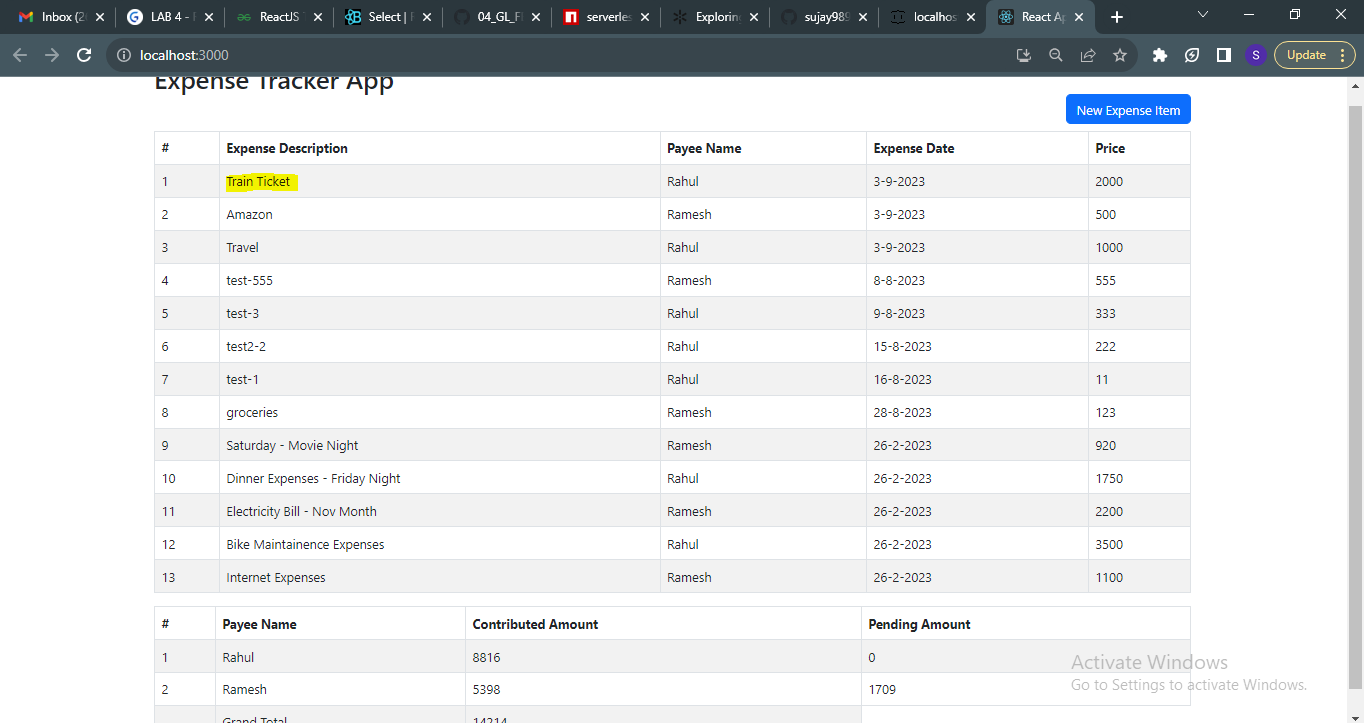 Inbox (2
LAB 4 -
ReactJS
Select |
04_GL_F
serverles
Explorin
sujay989
localhos
React Ap
localhost:3000
S
Update
Expense Tracker App
New Expense Item
# Expense Description Payee Name Expense Date Price
1 Train Ticket Rahul 3-9-2023 2000
2 Amazon Ramesh 3-9-2023 500
3 Travel Rahul 3-9-2023 1000
4 test-555 Ramesh 8-8-2023 555
5 test-3 Rahul 9-8-2023 333
6 test2-2 Rahul 15-8-2023 222
7 test-1 Rahul 16-8-2023 11
8 groceries Ramesh 28-8-2023 123
9 Saturday - Movie Night Ramesh 26-2-2023 920
10 Dinner Expenses - Friday Night Rahul 26-2-2023 1750
11 Electricity Bill - Nov Month Ramesh 26-2-2023 2200
12 Bike Maintainence Expenses Rahul 26-2-2023 3500
13 Internet Expenses Ramesh 26-2-2023 1100
# Payee Name Contributed Amount Pending Amount
1 Rahul 8816 0
2 Ramesh 5398 1709
Grand Total 14214
Activate Windows
Go to Settings to activate Windows.